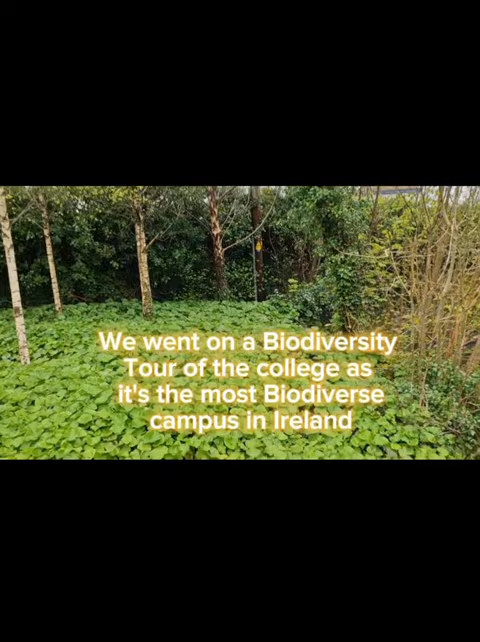 We went on a Biodiversity
Tour of the college as
it's the most Biodiverse
campus in Ireland